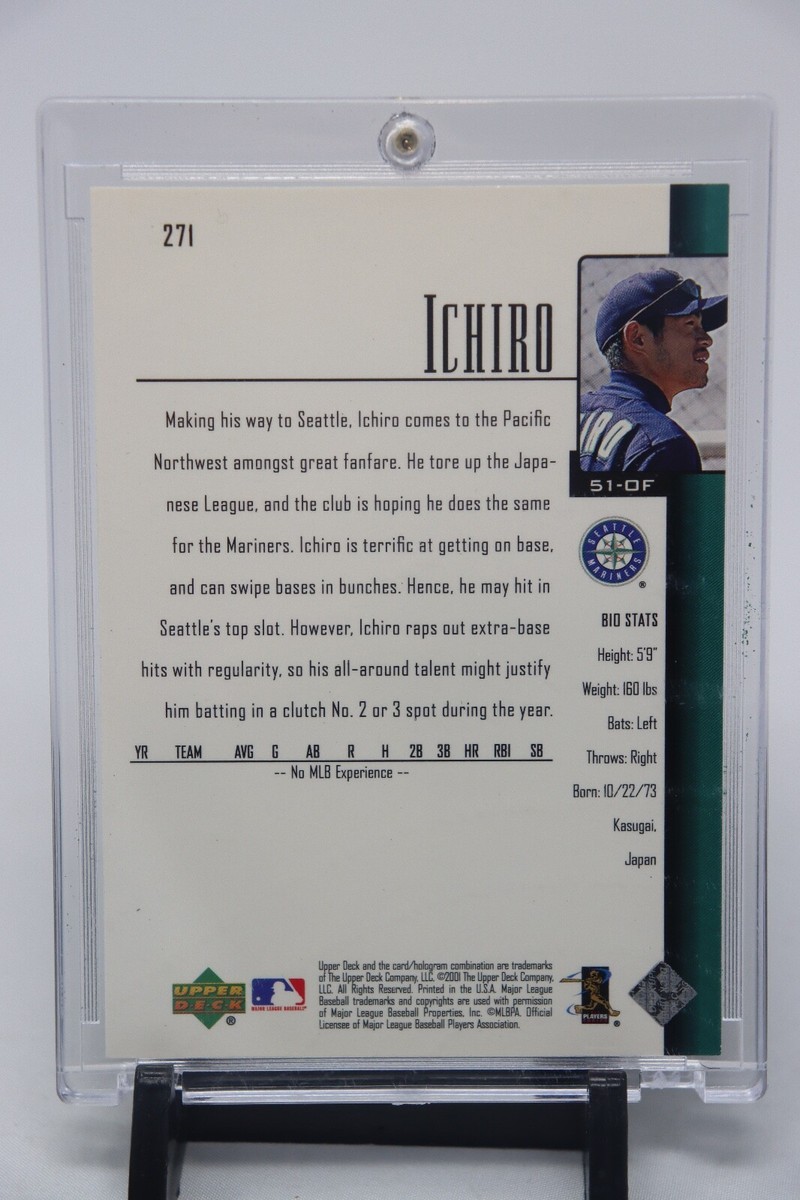 271
ICHIRO
Making his way to Seattle, Ichiro comes to the Pacific
Northwest amongst great fanfare. He tore up the Japa-
nese League, and the club is hoping he does the same
for the Mariners. Ichiro is terrific at getting on base,
and can swipe bases in bunches. Hence, he may hit in
Seattle's top slot. However, Ichiro raps out extra-base
hits with regularity, so his all-around talent might justify
him batting in a clutch No. 2 or 3 spot during the year.
YR TEAM AVG G AB R H 2B 3B HR RBI SB
-- No MLB Experience --
IRO
51-OF
SEATTLE
MARINERS
®
BIO STATS
Height: 5'9"
Weight: 160 lbs
Bats: Left
Throws: Right
Born: 10/22/73
Kasugai,
Japan
UPPER
DECK
®
MAJOR LEAGUE BASEBALL
Upper Deck and the card/hologram combination are trademarks
of The Upper Deck Company, LLC. ©2001 The Upper Deck Company,
LLC. All Rights Reserved. Printed in the U.S.A. Major League
Baseball trademarks and copyrights are used with permission
of Major League Baseball Properties, Inc. ©MLBPA. Official
Licensee of Major League Baseball Players Association.
PLAYERS
®